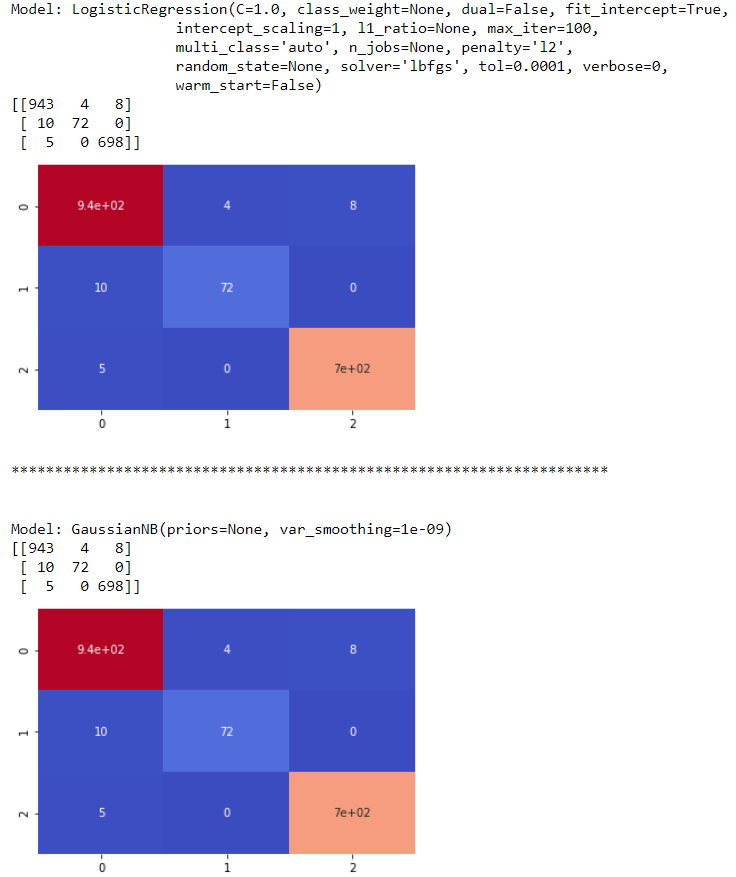 Model: LogisticRegression(C=1.0, class_weight=None, dual=False, fit_intercept=True,
intercept_scaling=1, l1_ratio=None, max_iter=100,
multi_class='auto', n_jobs=None, penalty='l2',
random_state=None, solver='lbfgs', tol=0.0001, verbose=0,
warm_start=False)
[[943 4 8]
[ 10 72 0]
[ 5 0 698]]
0 9.4e+02 4 8
1 10 72 0
2 5 0 7e+02
0 1 2
*********************************************************************
Model: GaussianNB(priors=None, var_smoothing=1e-09)
[[943 4 8]
[ 10 72 0]
[ 5 0 698]]
0 9.4e+02 4 8
1 10 72 0
2 5 0 7e+02
0 1 2